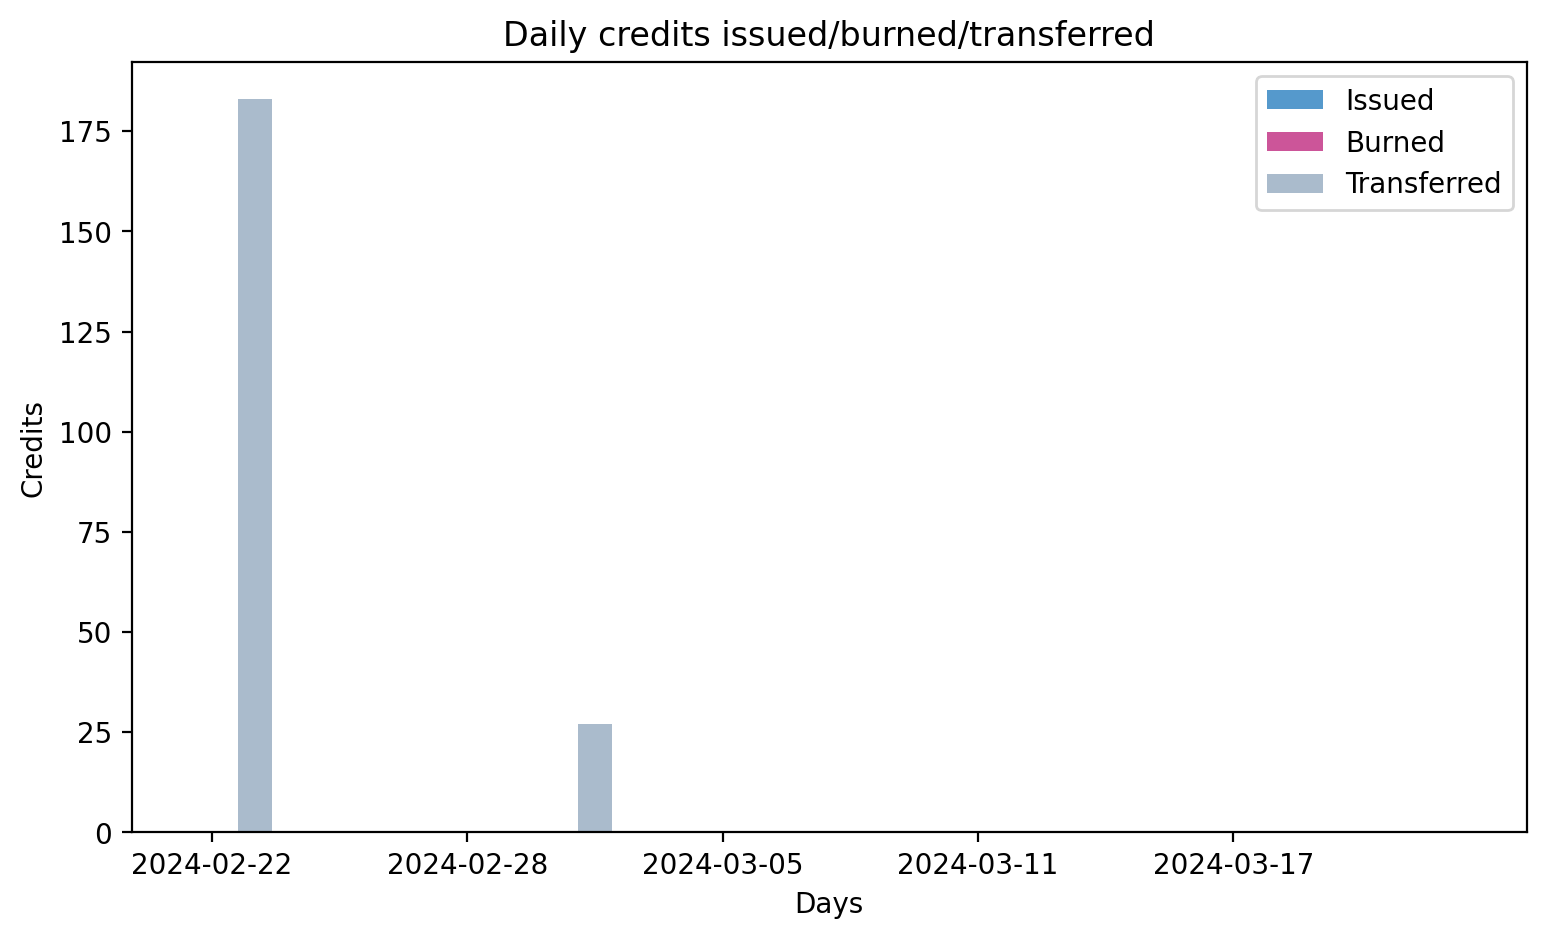 Daily credits issued/burned/transferred
Issued
Burned
Transferred
175
150
125
100
75
50
25
0
Credits
2024-02-22 2024-02-28 2024-03-05 2024-03-11 2024-03-17
Days